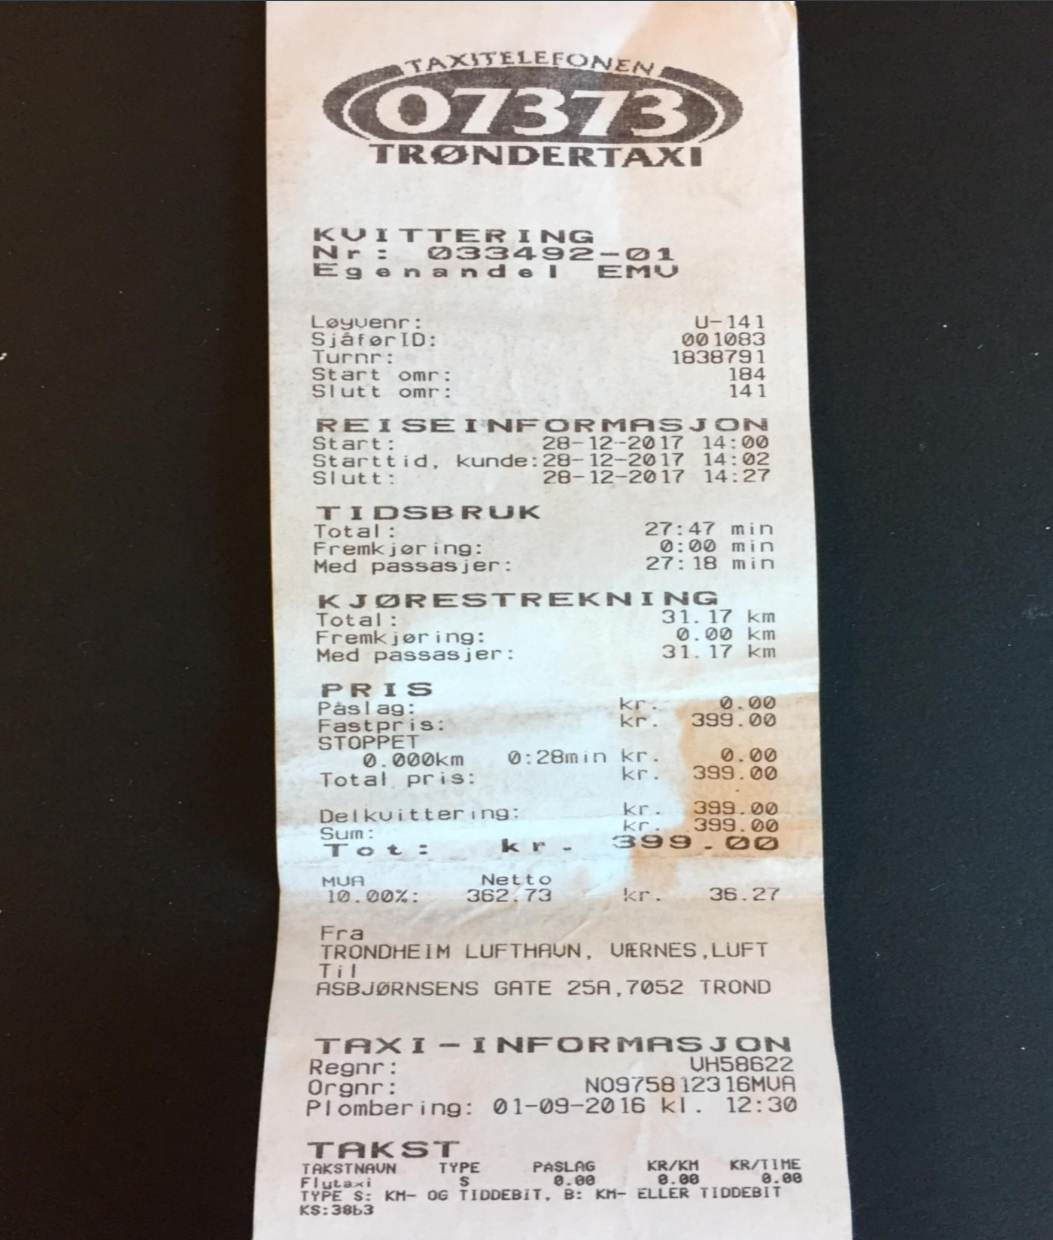 TAXITELEFONEN
07373
TRØNDERTAXI
KVITTERING
Nr: 033492-01
Egenandel EMV
Løyvenr: U-141
SjåførID: 001083
Turnr: 1838791
Start omr: 184
Slutt omr: 141
REISEINFORMASJON
Start: 28-12-2017 14:00
Starttid, kunde:28-12-2017 14:02
Slutt: 28-12-2017 14:27
TIDSBRUK
Total: 27:47 min
Fremkjøring: 0:00 min
Med passasjer: 27:18 min
KJØRESTREKNING
Total: 31.17 km
Fremkjøring: 0.00 km
Med passasjer: 31.17 km
PRIS
Påslag: kr. 0.00
Fastpris: kr. 399.00
STOPPET
0.000km 0:28min kr. 0.00
Total pris: kr. 399.00
Delkvittering: kr. 399.00
Sum: kr. 399.00
Tot: kr. 399.00
MVA Netto
10.00%: 362.73 kr. 36.27
Fra
TRONDHEIM LUFTHAVN, VÆRNES,LUFT
Til
ASBJØRNSENS GATE 25A,7052 TROND
TAXI-INFORMASJON
Regnr: VH58622
Orgnr: NO975812316MVA
Plombering: 01-09-2016 kl. 12:30
TAKST
TAKSTNAVN TYPE PASLAG KR/KM KR/TIME
Flytaxi S 0.00 0.00 0.00
TYPE S: KM- OG TIDDEBIT, B: KM- ELLER TIDDEBIT
KS:38b3